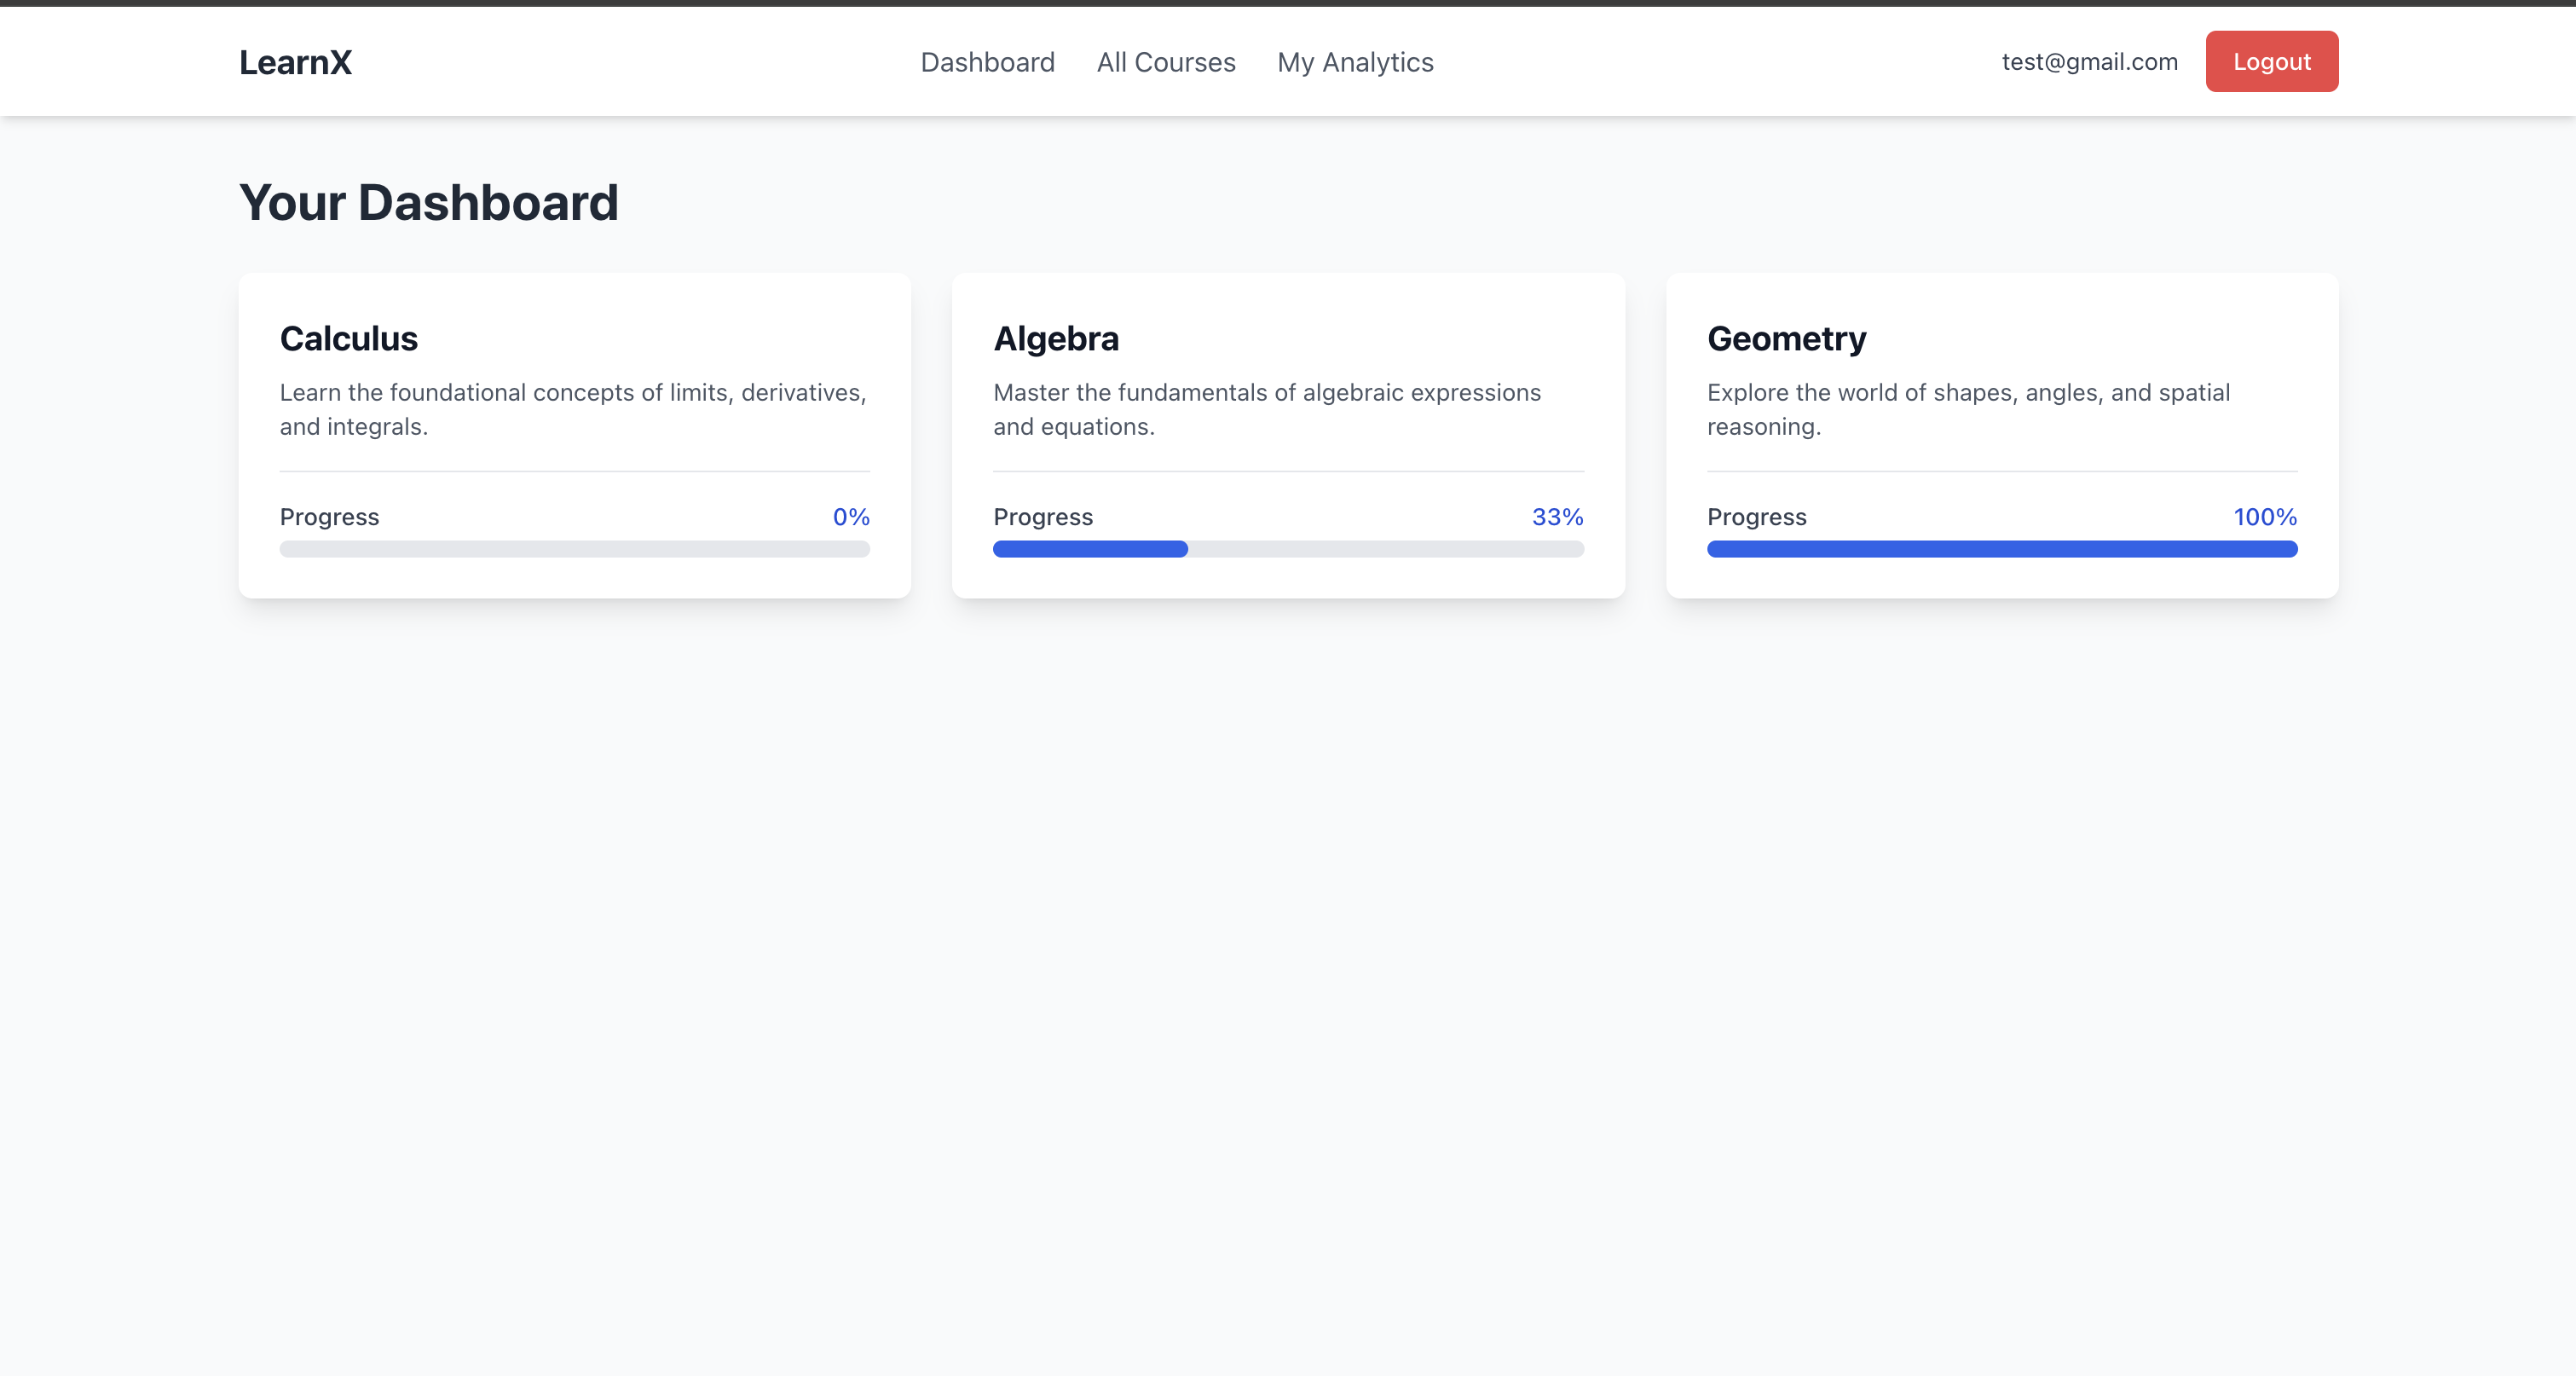 LearnX
Dashboard All Courses My Analytics
test@gmail.com Logout
Your Dashboard
Calculus
Learn the foundational concepts of limits, derivatives,
and integrals.
Progress 0%
Algebra
Master the fundamentals of algebraic expressions
and equations.
Progress 33%
Geometry
Explore the world of shapes, angles, and spatial
reasoning.
Progress 100%